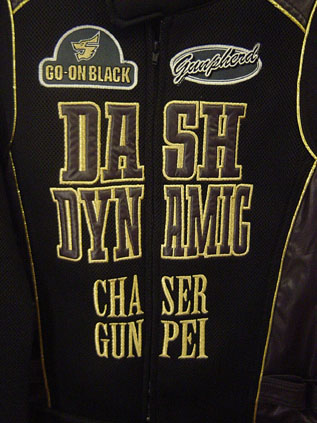 GO-ON BLACK
Gunpherd
DASH
DYNAMIC
CHASER
GUNPEI